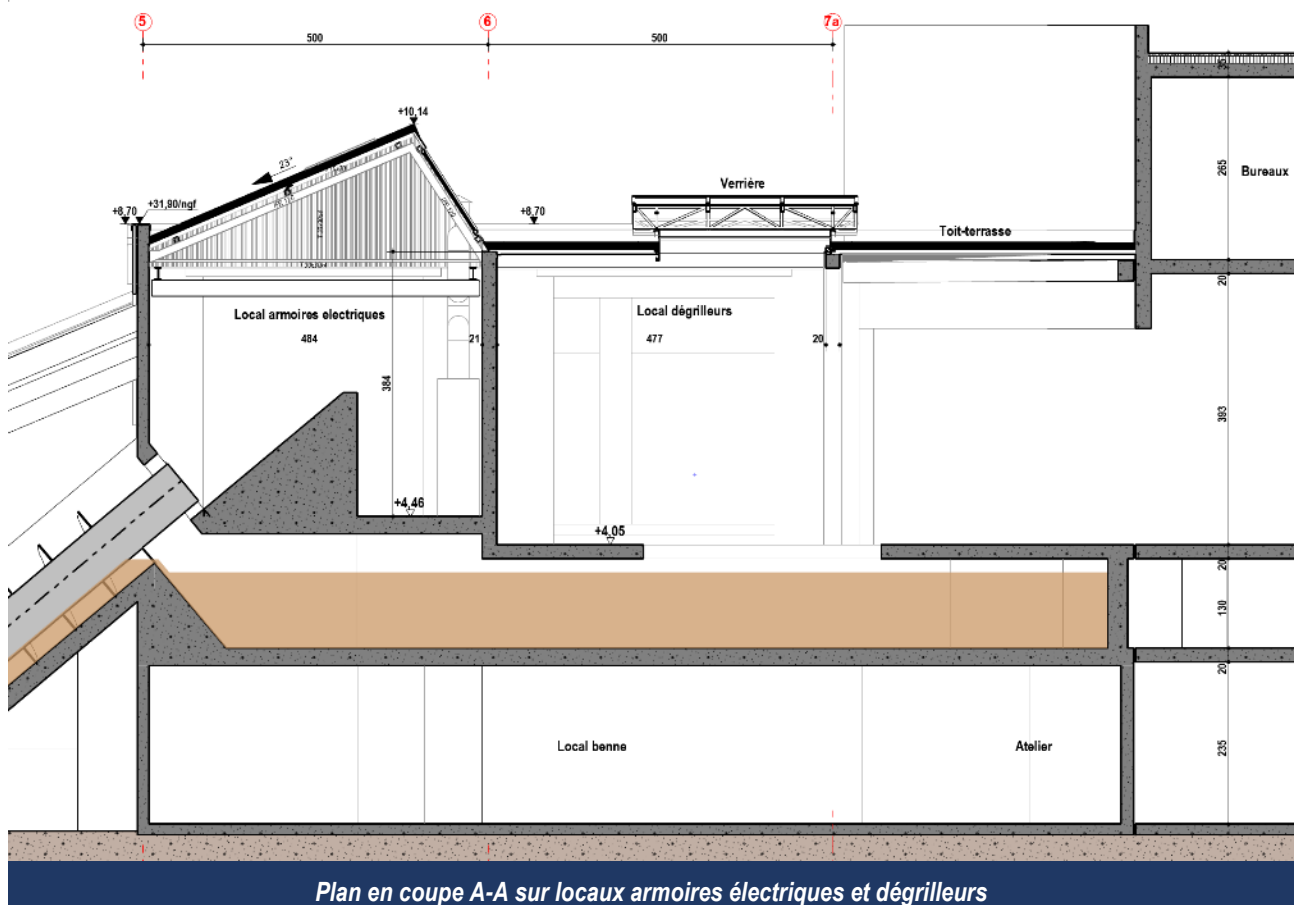 5
6
7a
500
500
35
+10,14
23°
265
Bureaux
Verrière
+31,90/ngf
+8,70
+8,70
Toit-terrasse
20
Local armoires electriques
Local dégrilleurs
484
21
477
20
384
393
+4,46
+4,05
20
130
20
Local benne
Atelier
235
Plan en coupe A-A sur locaux armoires électriques et dégrilleurs